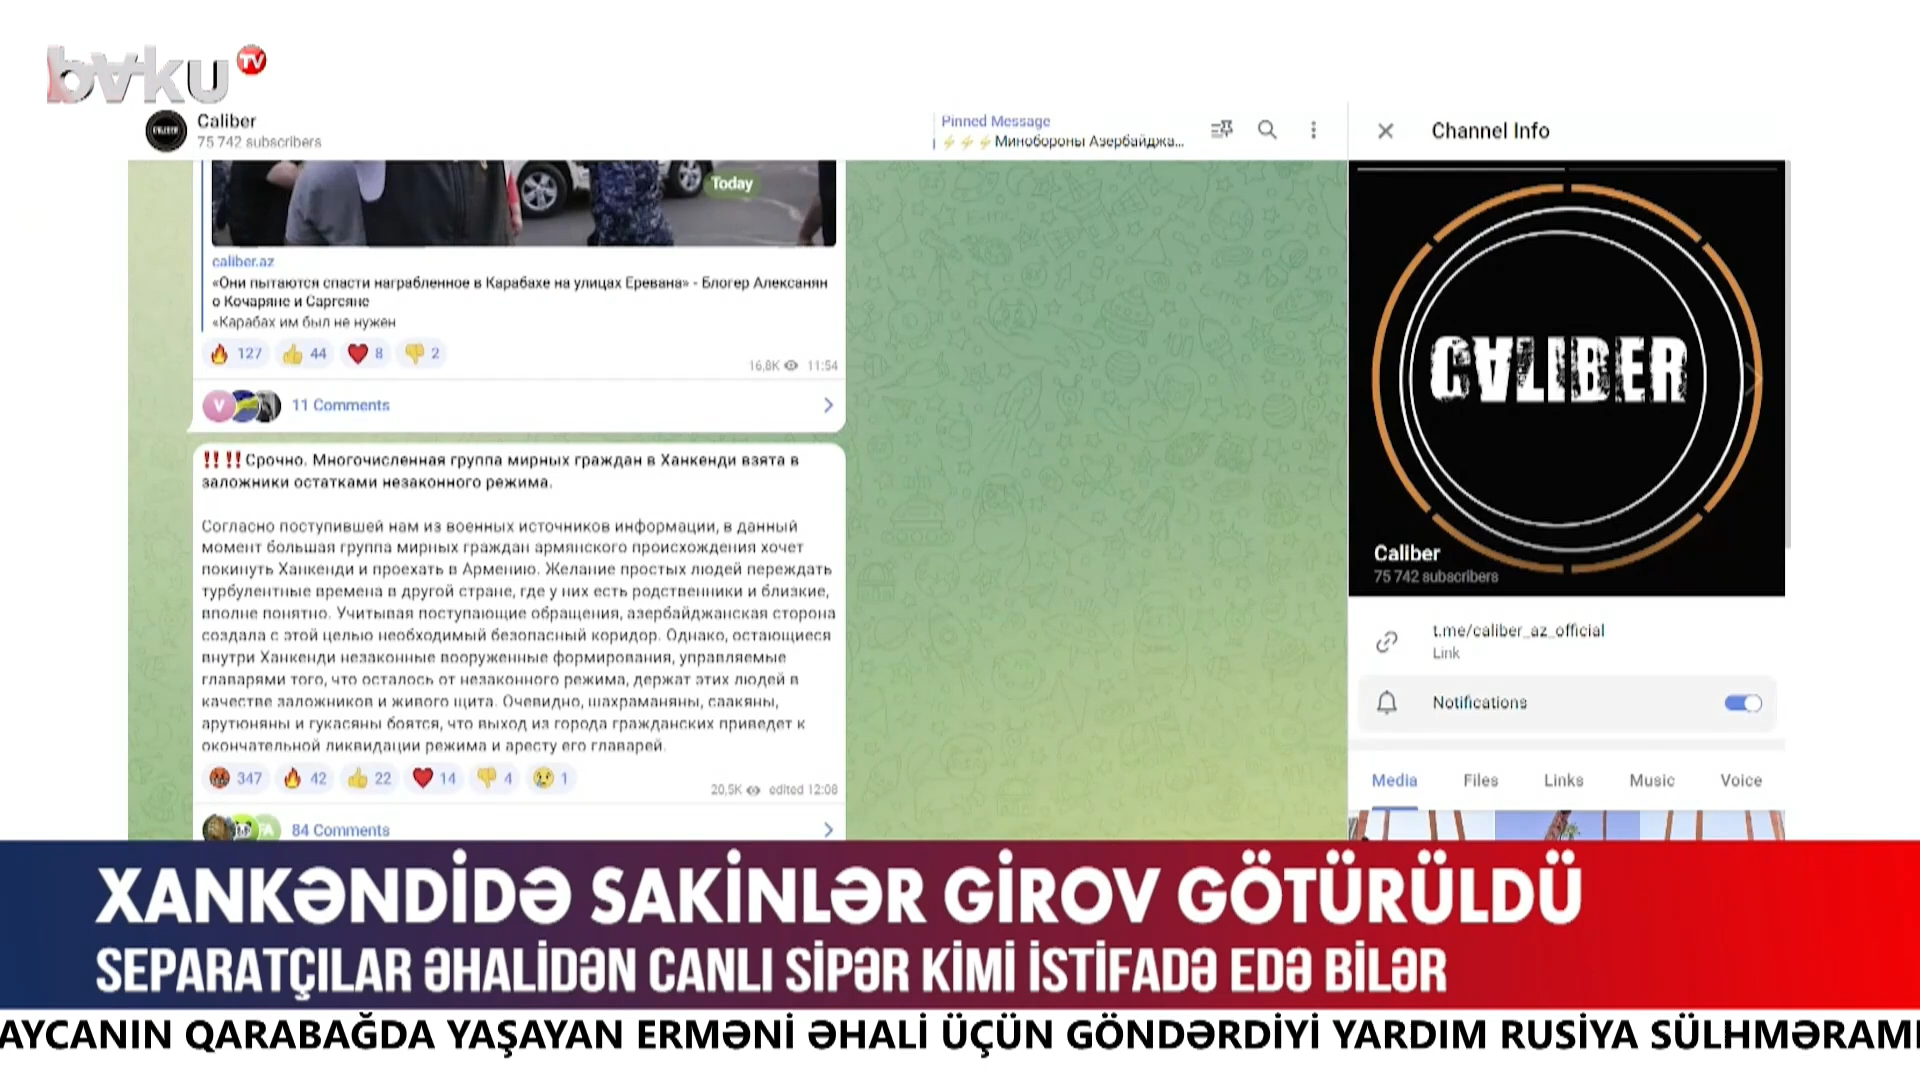 baku TV
Caliber
75 742 subscribers
Pinned Message
Минобороны Азербайджа...
Channel Info
Today
caliber.az
«Они пытаются спасти награбленное в Карабахе на улицах Еревана» - Блогер Алексанян
о Кочаряне и Саргсяне
«Карабах им был не нужен
127 44 8 2
16,8K 11:54
V
11 Comments
‼️‼️Срочно. Многочисленная группа мирных граждан в Ханкенди взята в
заложники остатками незаконного режима.
Согласно поступившей нам из военных источников информации, в данный
момент большая группа мирных граждан армянского происхождения хочет
покинуть Ханкенди и проехать в Армению. Желание простых людей переждать
турбулентные времена в другой стране, где у них есть родственники и близкие,
вполне понятно. Учитывая поступающие обращения, азербайджанская сторона
создала с этой целью необходимый безопасный коридор. Однако, остающиеся
внутри Ханкенди незаконные вооруженные формирования, управляемые
главарями того, что осталось от незаконного режима, держат этих людей в
качестве заложников и живого щита. Очевидно, шахраманяны, саакяны,
арутюняны и гукасяны боятся, что выход из города гражданских приведет к
окончательной ликвидации режима и аресту его главарей.
347 42 22 14 4 1
20,5K edited 12:08
FA
84 Comments
CALIBER
Caliber
75 742 subscribers
t.me/caliber_az_official
Link
Notifications
Media Files Links Music Voice
XANKƏNDİDƏ SAKİNLƏR GİROV GÖTÜRÜLDÜ
SEPARATÇILAR ƏHALİDƏN CANLI SİPƏR KİMİ İSTİFADƏ EDƏ BİLƏR
AYCANIN QARABAĞDA YAŞAYAN ERMƏNİ ƏHALİ ÜÇÜN GÖNDƏRDİYİ YARDIM RUSİYA SÜLHMƏRAMI